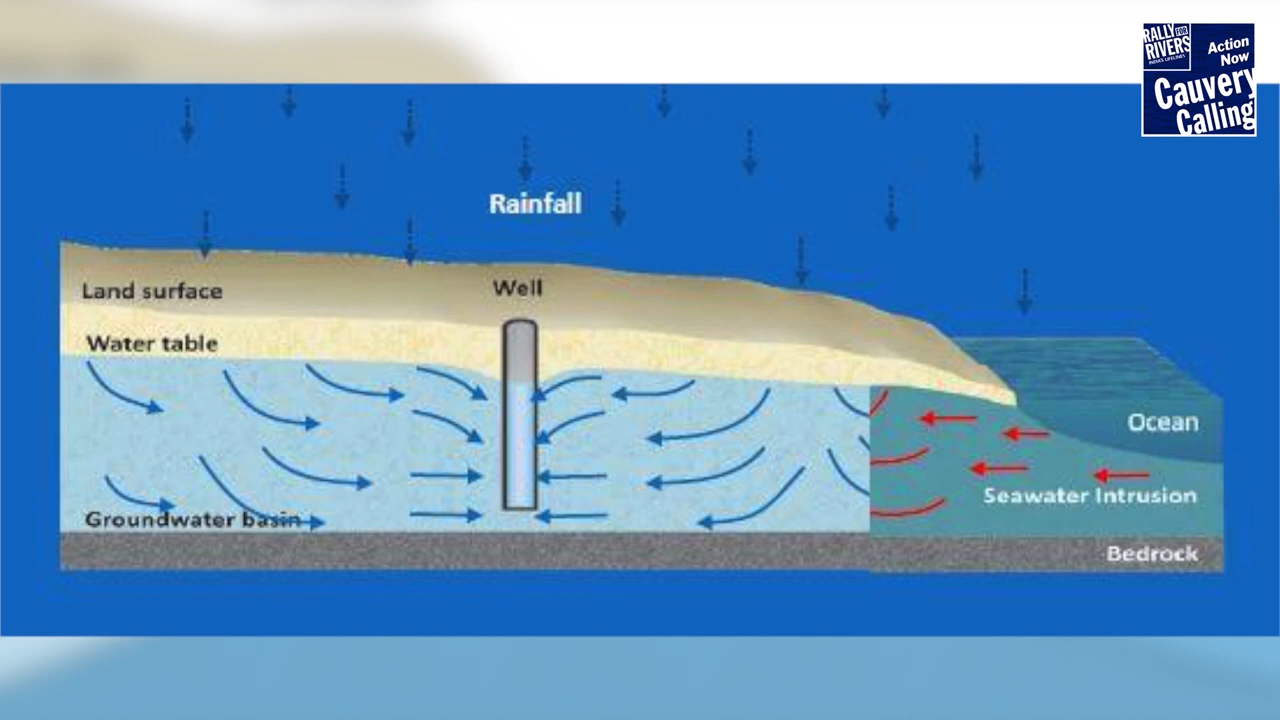 RALLY FOR
RIVERS
Action
Now
Cauvery
Calling
Rainfall
Land surface
Well
Water table
Ocean
Seawater Intrusion
Groundwater basin
Bedrock